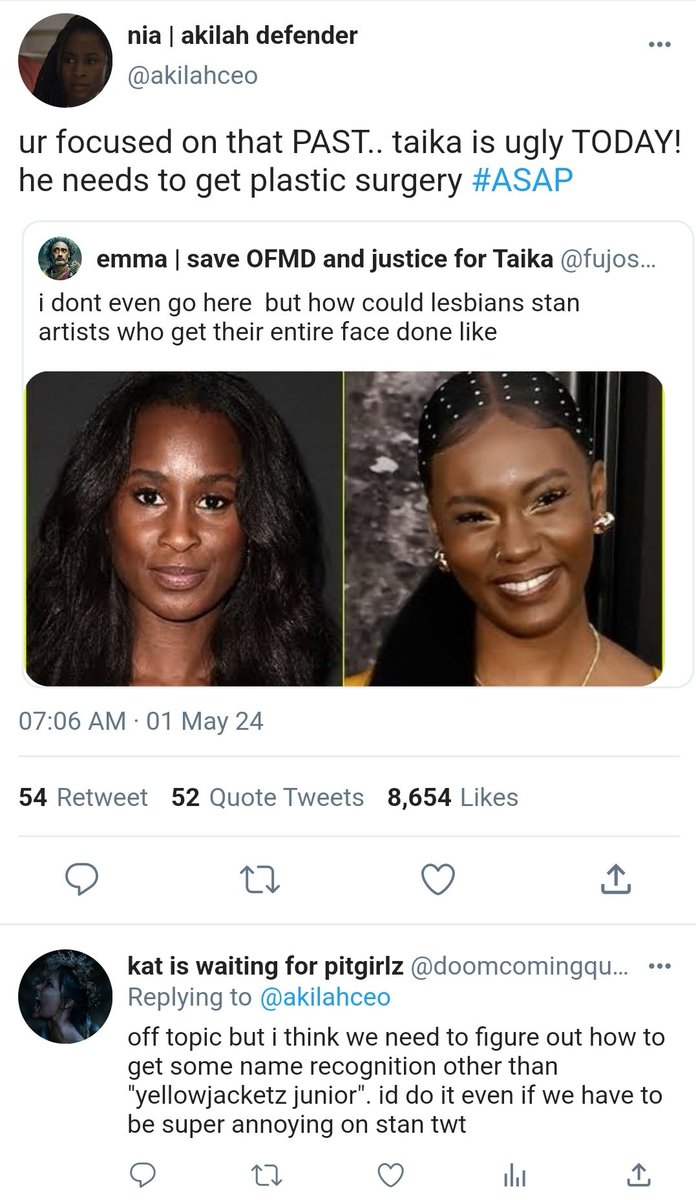 nia | akilah defender
@akilahceo
ur focused on that PAST.. taika is ugly TODAY!
he needs to get plastic surgery #ASAP
emma | save OFMD and justice for Taika @fujos...
i dont even go here  but how could lesbians stan
artists who get their entire face done like
07:06 AM · 01 May 24
54 Retweet 52 Quote Tweets 8,654 Likes
kat is waiting for pitgirlz @doomcomingqu...
Replying to @akilahceo
off topic but i think we need to figure out how to
get some name recognition other than
"yellowjacketz junior". id do it even if we have to
be super annoying on stan twt